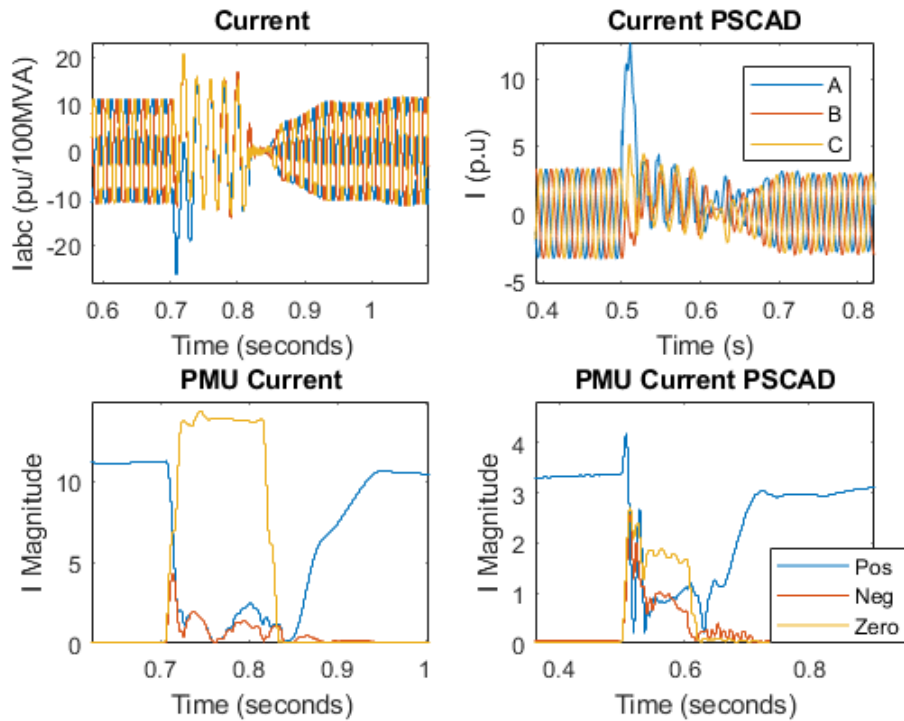 Current
20
10
0
-10
-20
Iabc (pu/100MVA)
0.6 0.7 0.8 0.9 1
Time (seconds)
Current PSCAD
10
5
0
-5
I (p.u)
A
B
C
0.4 0.5 0.6 0.7 0.8
Time (s)
PMU Current
10
5
0
I Magnitude
0.7 0.8 0.9 1
Time (seconds)
PMU Current PSCAD
4
3
2
1
0
I Magnitude
Pos
Neg
Zero
0.4 0.6 0.8
Time (seconds)